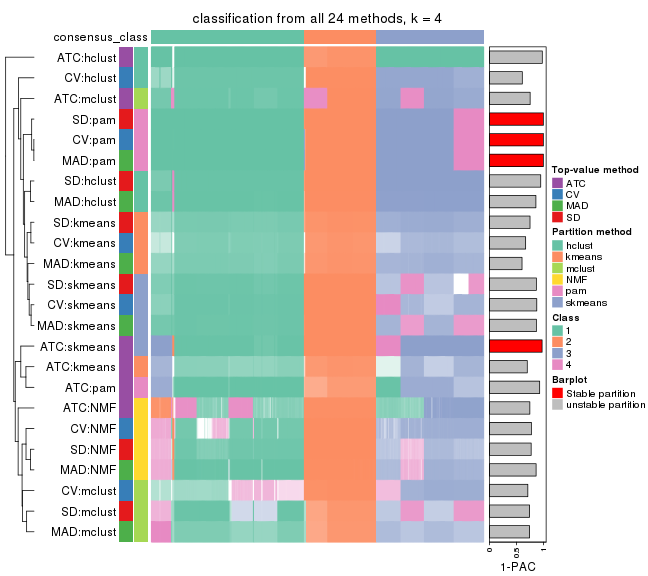 classification from all 24 methods, k = 4
consensus_class
ATC:hclust
CV:hclust
ATC:mclust
SD:pam
CV:pam
MAD:pam
SD:hclust
MAD:hclust
SD:kmeans
CV:kmeans
MAD:kmeans
SD:skmeans
CV:skmeans
MAD:skmeans
ATC:skmeans
ATC:kmeans
ATC:pam
ATC:NMF
CV:NMF
SD:NMF
MAD:NMF
CV:mclust
SD:mclust
MAD:mclust
0
0.5
1
1-PAC
Top-value method
ATC
CV
MAD
SD
Partition method
hclust
kmeans
mclust
NMF
pam
skmeans
Class
1
2
3
4
Barplot
Stable partition
unstable partition